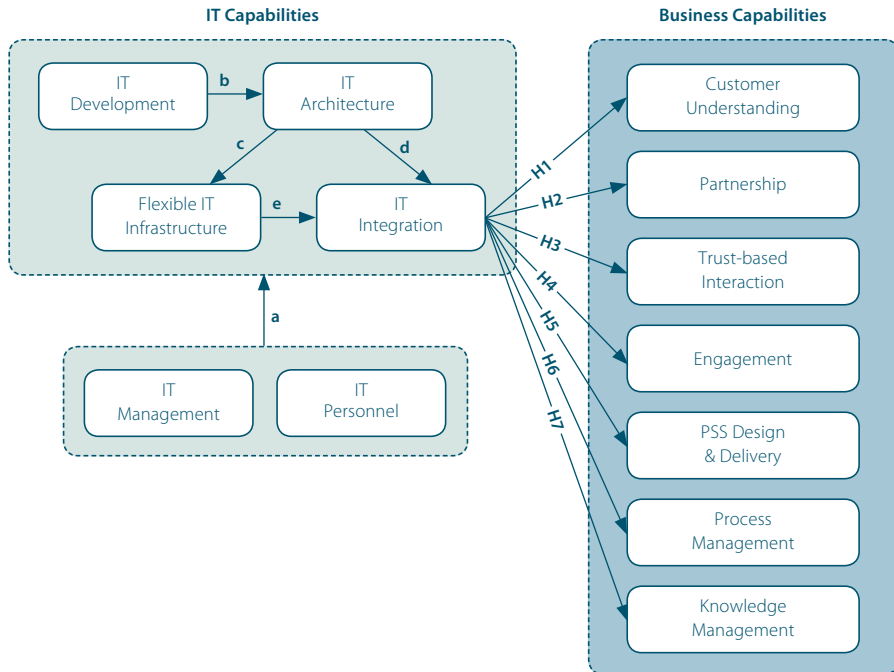 IT Capabilities
Business Capabilities
IT
Development
b
IT
Architecture
c
d
Flexible IT
Infrastructure
e
IT
Integration
a
IT
Management
IT
Personnel
H1
H2
H3
H4
H5
H6
H7
Customer
Understanding
Partnership
Trust-based
Interaction
Engagement
PSS Design
& Delivery
Process
Management
Knowledge
Management